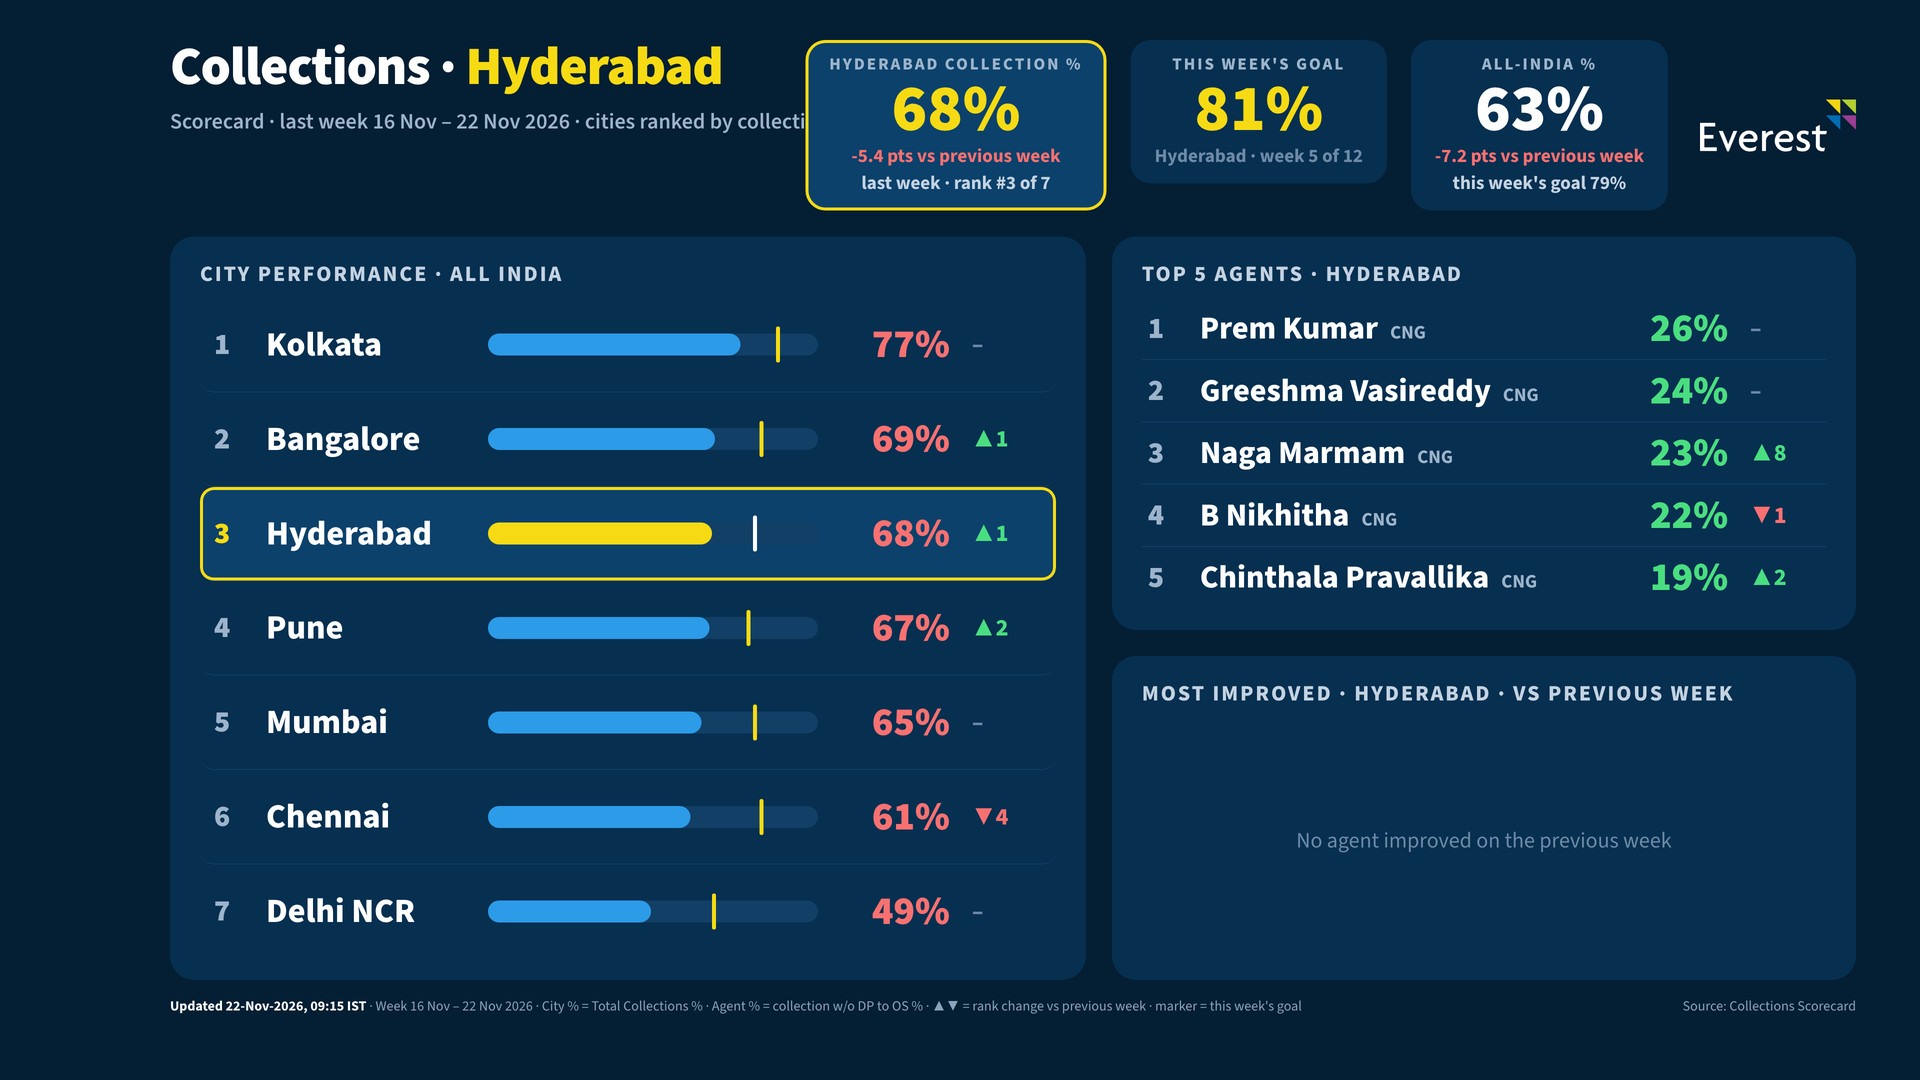 Collections · Hyderabad
Scorecard · last week 16 Nov – 22 Nov 2026 · cities ranked by collecti
HYDERABAD COLLECTION %
68%
-5.4 pts vs previous week
last week · rank #3 of 7
THIS WEEK'S GOAL
81%
Hyderabad · week 5 of 12
ALL-INDIA %
63%
-7.2 pts vs previous week
this week's goal 79%
Everest
CITY PERFORMANCE · ALL INDIA
1 Kolkata 77% –
2 Bangalore 69% ▲1
3 Hyderabad 68% ▲1
4 Pune 67% ▲2
5 Mumbai 65% –
6 Chennai 61% ▼4
7 Delhi NCR 49% –
TOP 5 AGENTS · HYDERABAD
1 Prem Kumar CNG 26% –
2 Greeshma Vasireddy CNG 24% –
3 Naga Marmam CNG 23% ▲8
4 B Nikhitha CNG 22% ▼1
5 Chinthala Pravallika CNG 19% ▲2
MOST IMPROVED · HYDERABAD · VS PREVIOUS WEEK
No agent improved on the previous week
Updated 22-Nov-2026, 09:15 IST · Week 16 Nov – 22 Nov 2026 · City % = Total Collections % · Agent % = collection w/o DP to OS % · ▲ ▼ = rank change vs previous week · marker = this week's goal
Source: Collections Scorecard